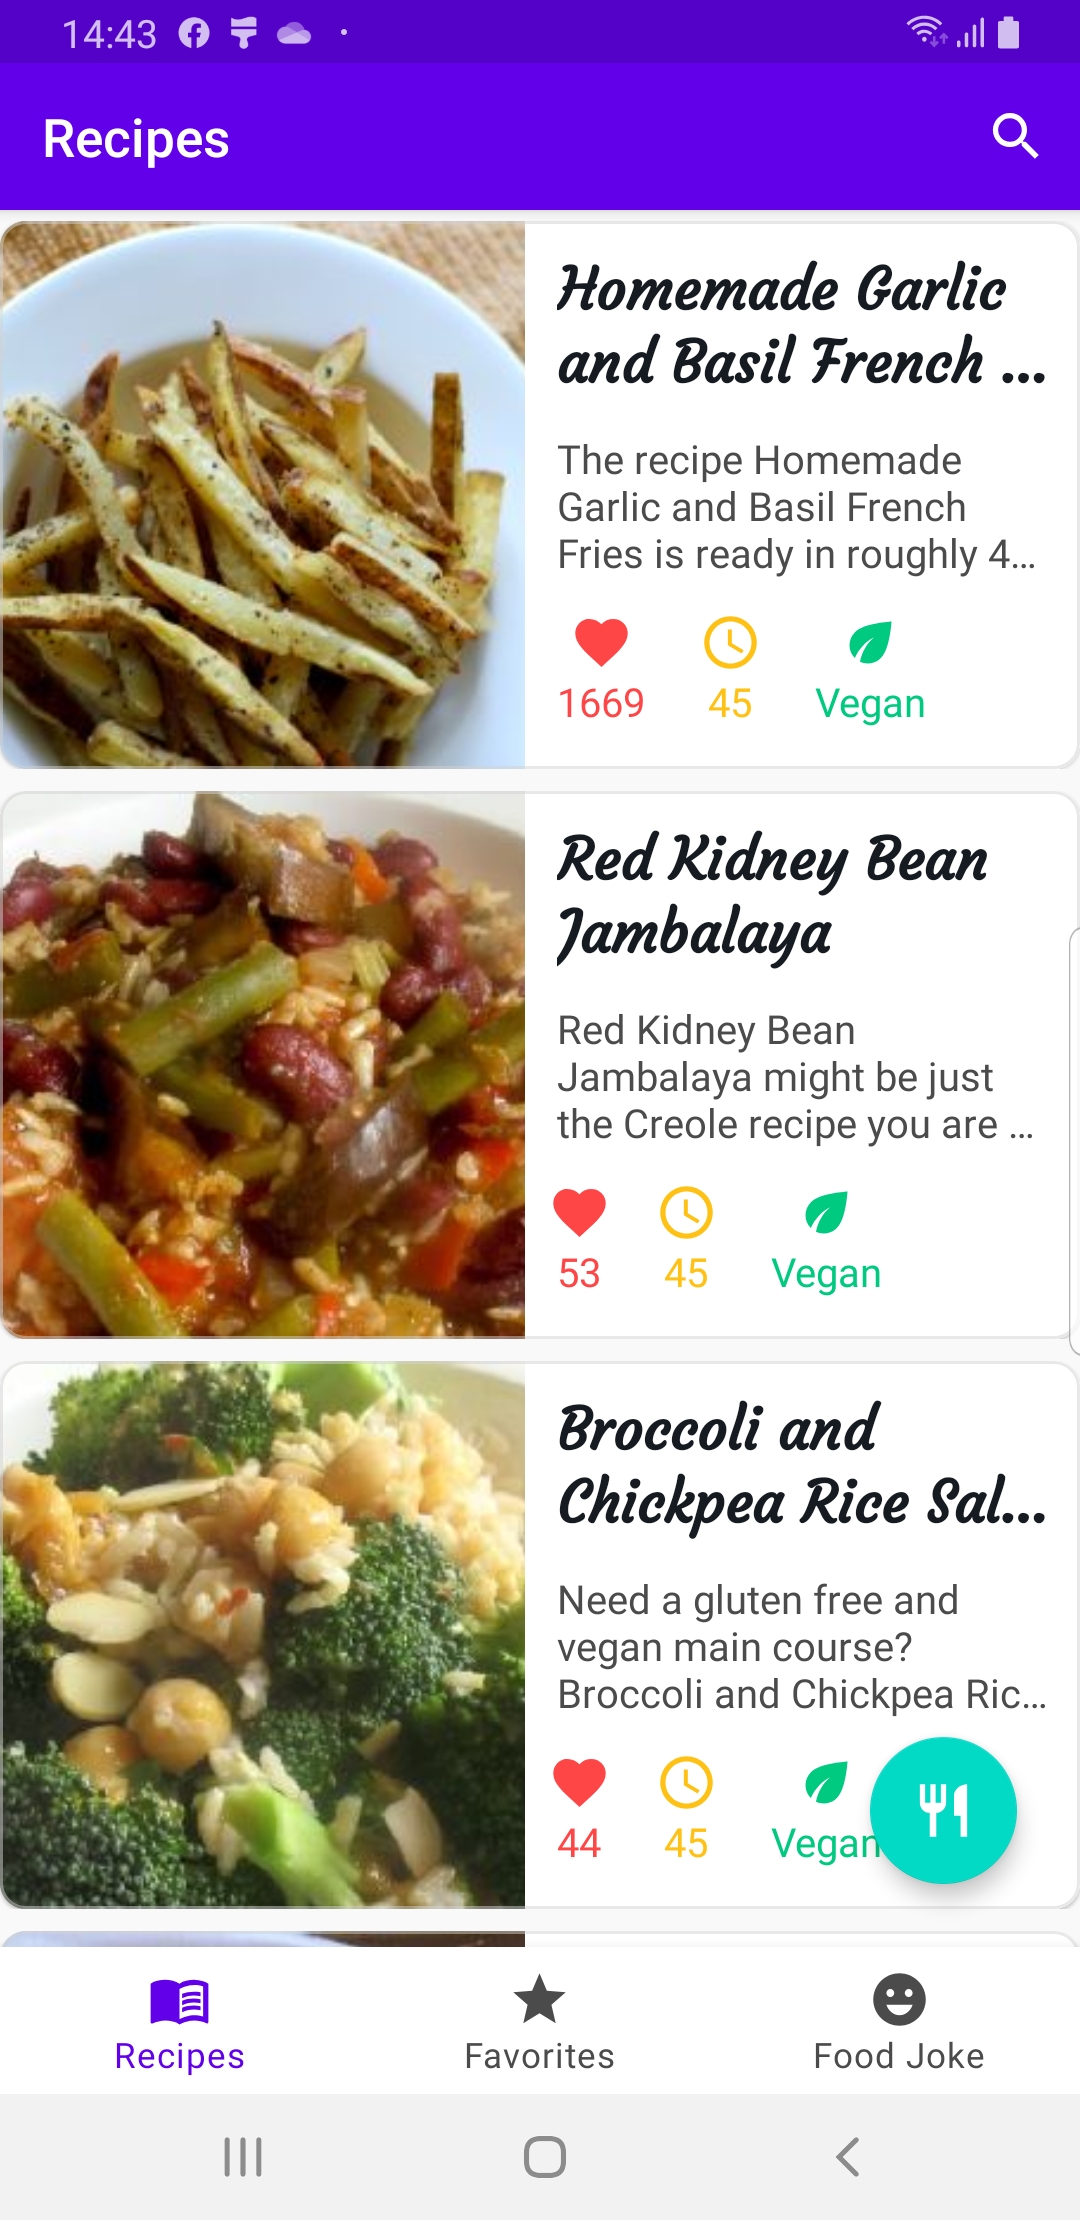 14:43
Recipes
Homemade Garlic
and Basil French ...
The recipe Homemade
Garlic and Basil French
Fries is ready in roughly 4...
1669
45
Vegan
Red Kidney Bean
Jambalaya
Red Kidney Bean
Jambalaya might be just
the Creole recipe you are ...
53
45
Vegan
Broccoli and
Chickpea Rice Sal...
Need a gluten free and
vegan main course?
Broccoli and Chickpea Ric...
44
45
Vegan
Recipes
Favorites
Food Joke